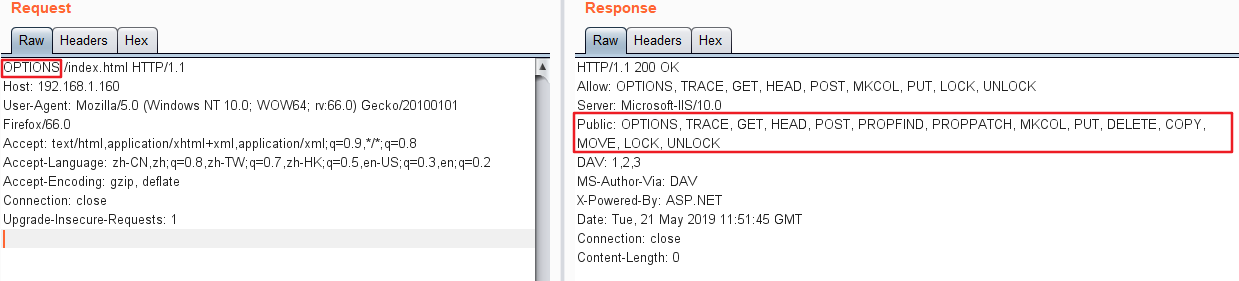 Request
Raw Headers Hex
OPTIONS /index.html HTTP/1.1
Host: 192.168.1.160
User-Agent: Mozilla/5.0 (Windows NT 10.0; WOW64; rv:66.0) Gecko/20100101
Firefox/66.0
Accept: text/html,application/xhtml+xml,application/xml;q=0.9,*/*;q=0.8
Accept-Language: zh-CN,zh;q=0.8,zh-TW;q=0.7,zh-HK;q=0.5,en-US;q=0.3,en;q=0.2
Accept-Encoding: gzip, deflate
Connection: close
Upgrade-Insecure-Requests: 1
Response
Raw Headers Hex
HTTP/1.1 200 OK
Allow: OPTIONS, TRACE, GET, HEAD, POST, MKCOL, PUT, LOCK, UNLOCK
Server: Microsoft-IIS/10.0
Public: OPTIONS, TRACE, GET, HEAD, POST, PROPFIND, PROPPATCH, MKCOL, PUT, DELETE, COPY,
MOVE, LOCK, UNLOCK
DAV: 1,2,3
MS-Author-Via: DAV
X-Powered-By: ASP.NET
Date: Tue, 21 May 2019 11:51:45 GMT
Connection: close
Content-Length: 0